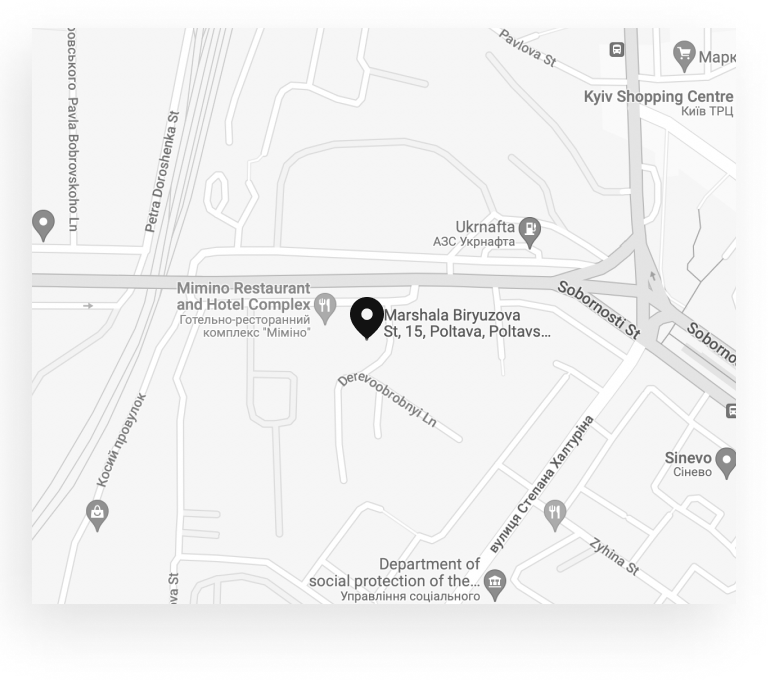 ровського
Pavla Bobrovskoho Ln
Petra Doroshenka St
Pavlova St
Марк
Kyiv Shopping Centre
Київ ТРЦ
Ukrnafta
АЗС Укрнафта
Mimino Restaurant
and Hotel Complex
Готельно-ресторанний
комплекс "Міміно"
Marshala Biryuzova
St, 15, Poltava, Poltavs...
Sobornosti St
Soborno
Derevoobrobnyi Ln
Косий провулок
вулиця Степана Халтуріна
Sinevo
Сінево
Zyhina St
Department of
social protection of the...
Управління соціального
ova St